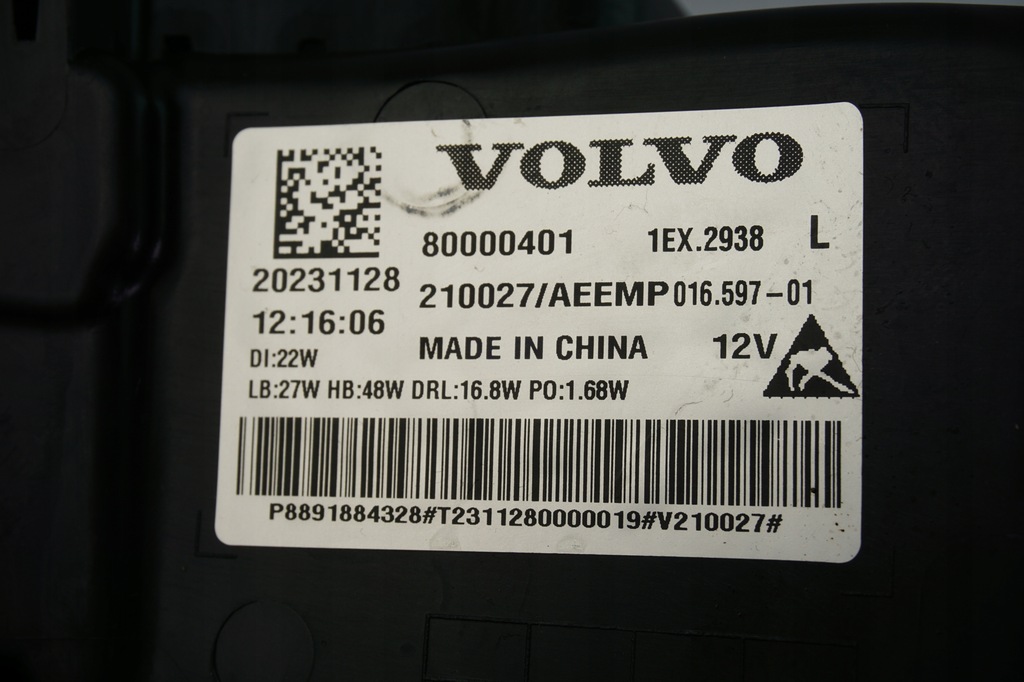 VOLVO
80000401 1EX.2938 L
20231128
210027/AEEMP 016.597-01
12:16:06
MADE IN CHINA 12V
DI:22W
LB:27W HB:48W DRL:16.8W PO:1.68W
P8891884328#T2311280000019#V210027#